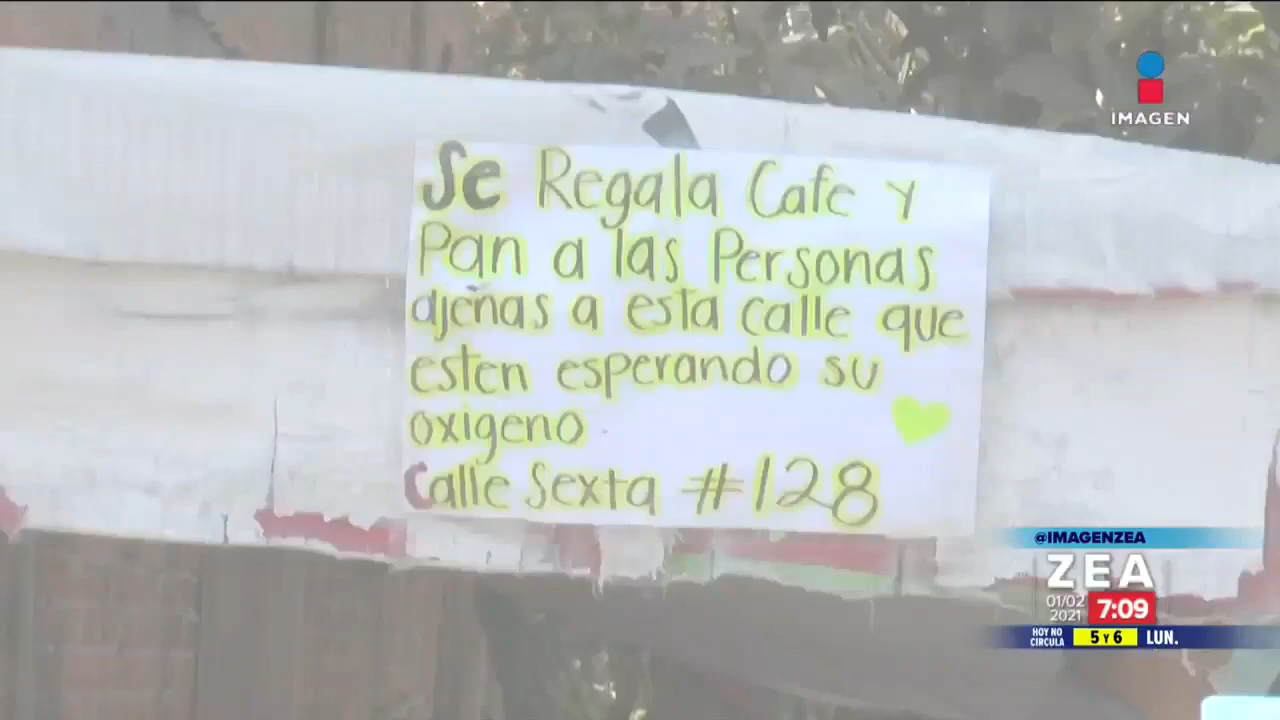 IMAGEN
Se Regala Cafe y
Pan a las Personas
ajenas a esta calle que
esten esperando su
oxigeno
Calle Sexta #128
@IMAGENZEA
ZEA
01/02
2021
7:09
HOY NO
CIRCULA
5 Y 6
LUN.